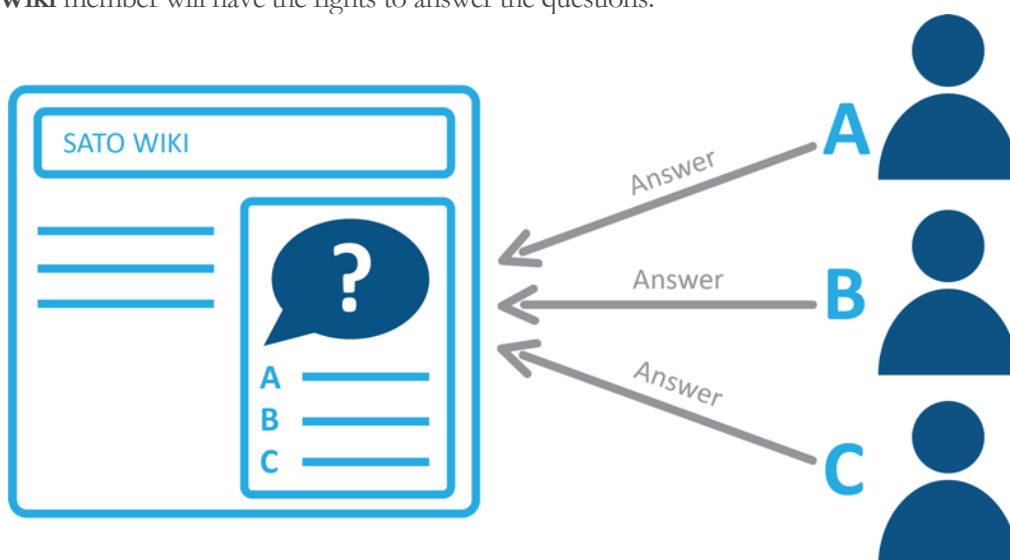 Wiki member will have the rights to answer the questions.
SATO WIKI
?
A
B
C
Answer
A
Answer
B
Answer
C